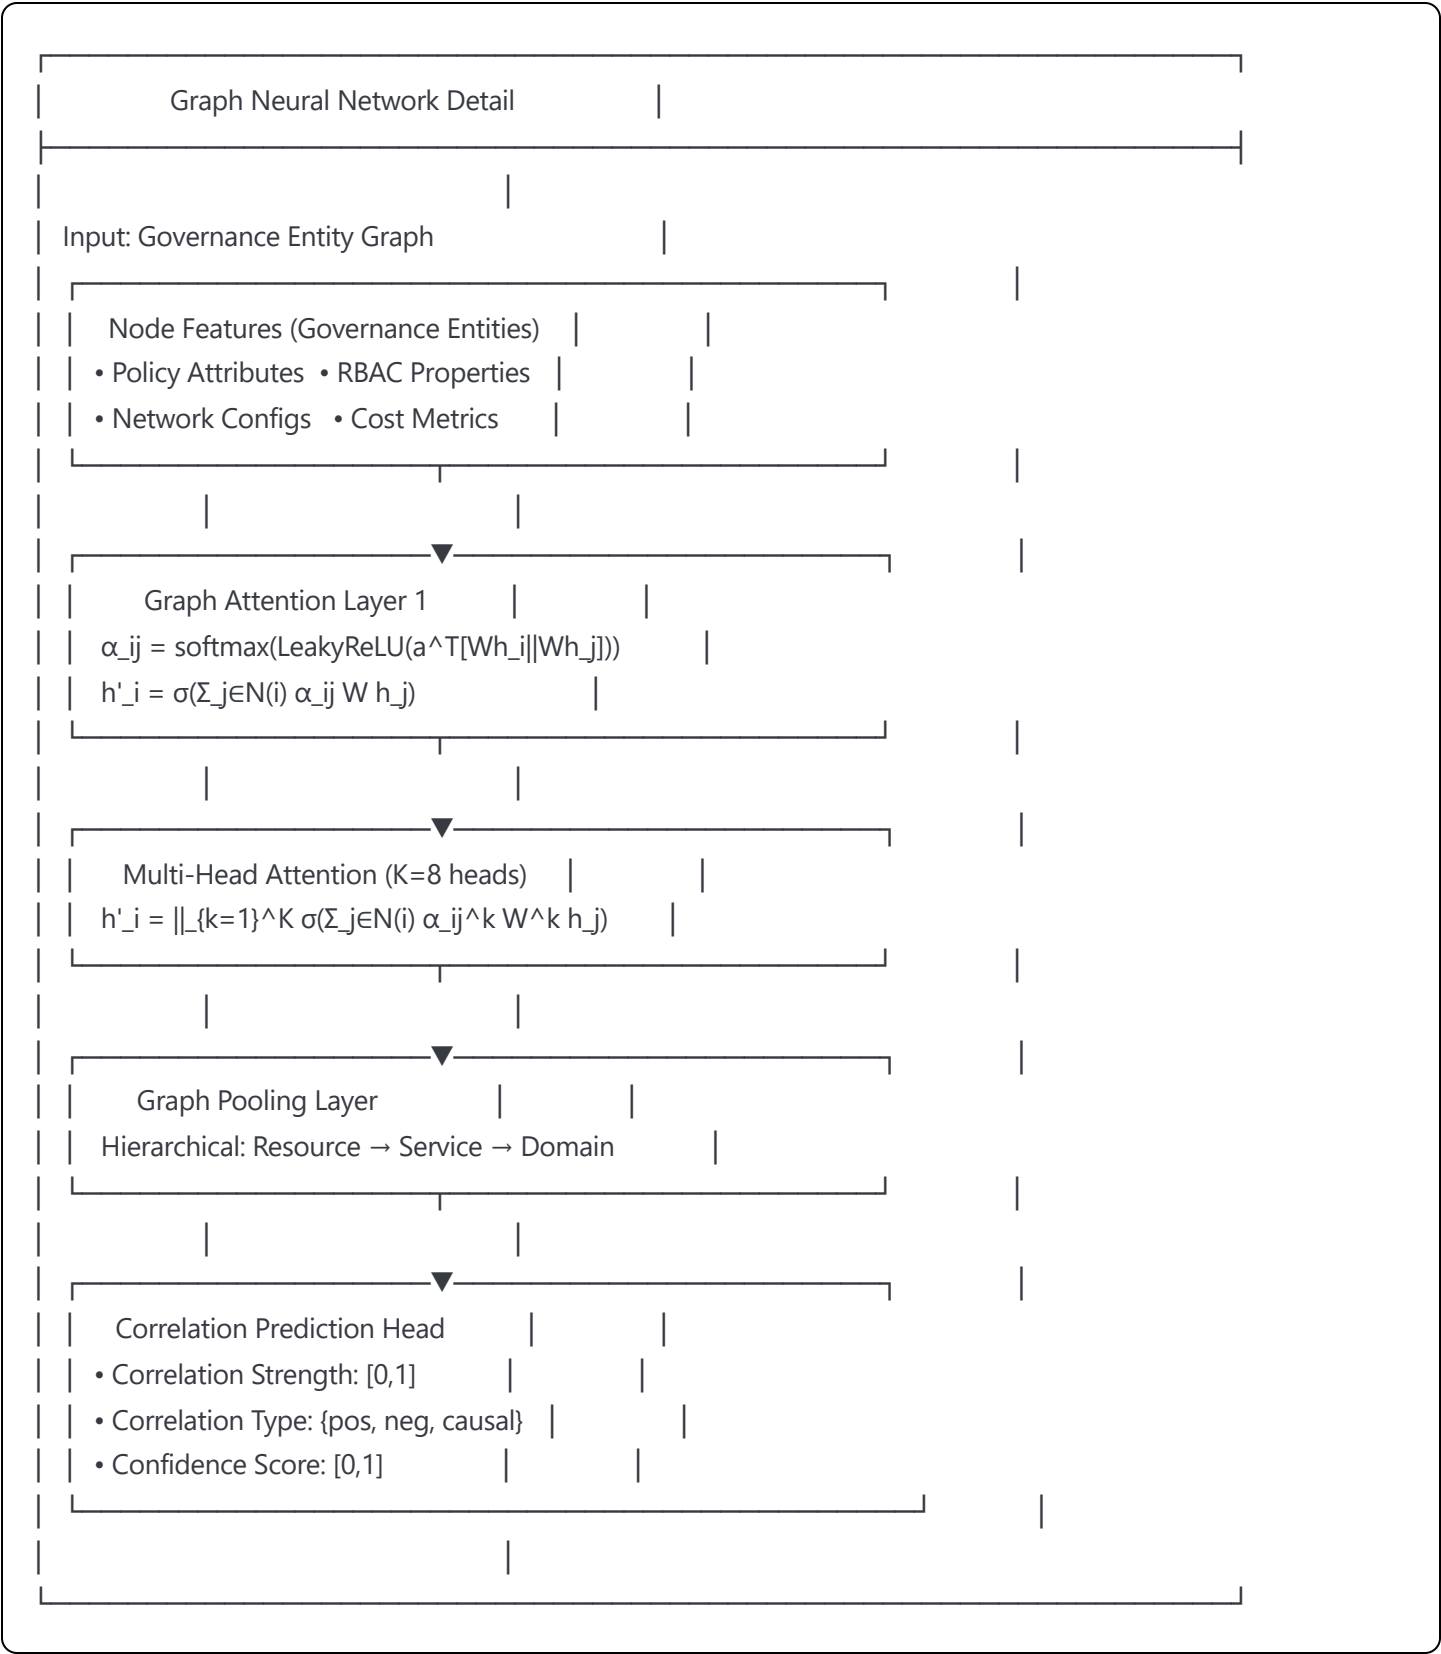 Graph Neural Network Detail
Input: Governance Entity Graph
Node Features (Governance Entities)
• Policy Attributes • RBAC Properties
• Network Configs • Cost Metrics
Graph Attention Layer 1
α_ij = softmax(LeakyReLU(a^T[Wh_i||Wh_j]))
h'_i = σ(Σ_j∈N(i) α_ij W h_j)
Multi-Head Attention (K=8 heads)
h'_i = ||_{k=1}^K σ(Σ_j∈N(i) α_ij^k W^k h_j)
Graph Pooling Layer
Hierarchical: Resource → Service → Domain
Correlation Prediction Head
• Correlation Strength: [0,1]
• Correlation Type: {pos, neg, causal}
• Confidence Score: [0,1]